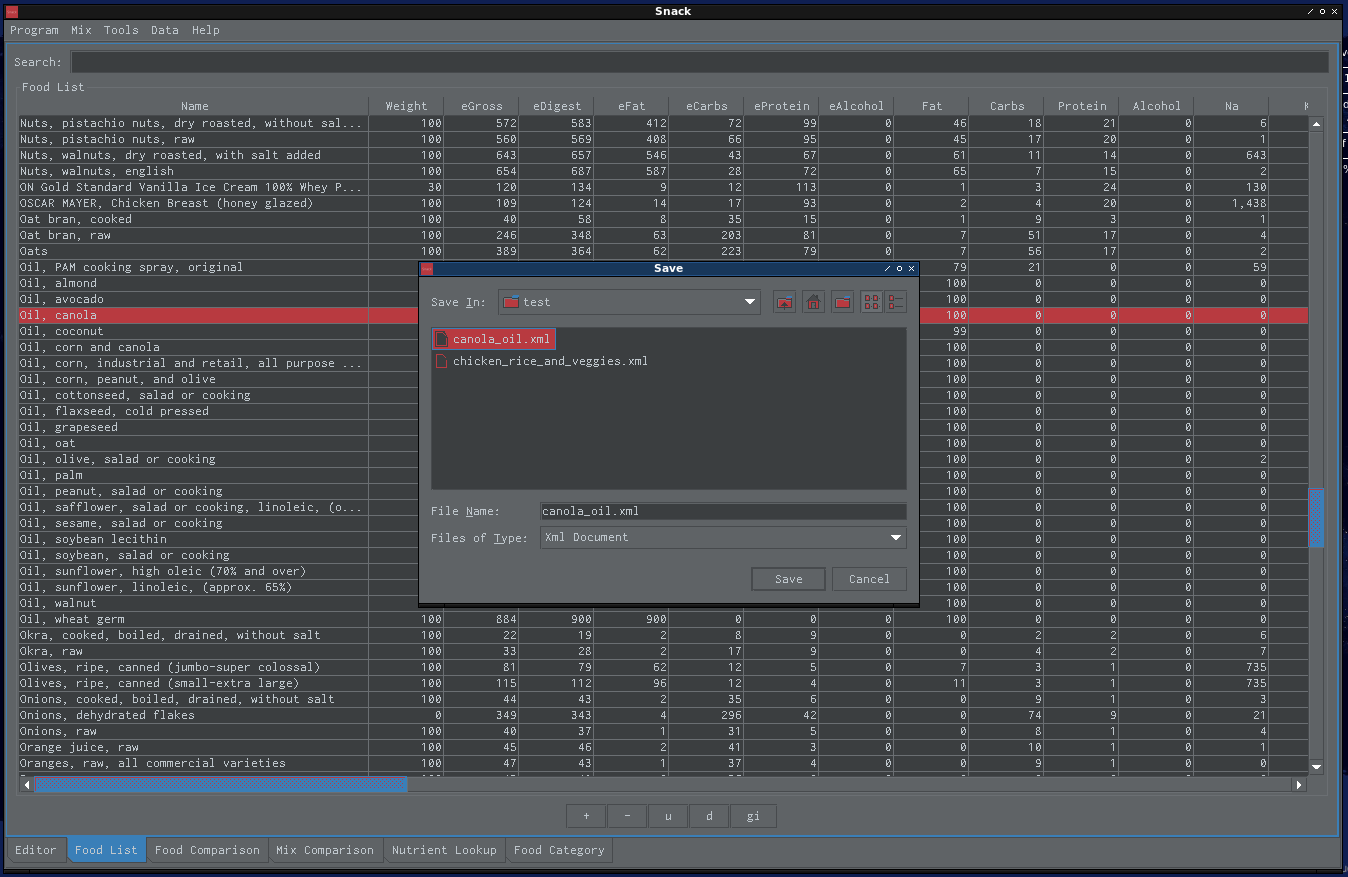 Snack
Program Mix Tools Data Help
Search:
Food List
Name Weight eGross eDigest eFat eCarbs eProtein eAlcohol Fat Carbs Protein Alcohol Na
Nuts, pistachio nuts, dry roasted, without sal... 100 572 583 412 72 99 0 46 18 21 0 6
Nuts, pistachio nuts, raw 100 560 569 408 66 95 0 45 17 20 0 1
Nuts, walnuts, dry roasted, with salt added 100 643 657 546 43 67 0 61 11 14 0 643
Nuts, walnuts, english 100 654 687 587 28 72 0 65 7 15 0 2
ON Gold Standard Vanilla Ice Cream 100% Whey P... 30 120 134 9 12 113 0 1 3 24 0 130
OSCAR MAYER, Chicken Breast (honey glazed) 100 109 124 14 17 93 0 2 4 20 0 1,438
Oat bran, cooked 100 40 58 8 35 15 0 1 9 3 0 1
Oat bran, raw 100 246 348 63 203 81 0 7 51 17 0 4
Oats 100 389 364 62 223 79 0 7 56 17 0 2
Oil, PAM cooking spray, original 79 21 0 0 59
Oil, almond 100 0 0 0 0
Oil, avocado 100 0 0 0 0
Oil, canola 100 0 0 0 0
Oil, coconut 99 0 0 0 0
Oil, corn and canola 100 0 0 0 0
Oil, corn, industrial and retail, all purpose ... 100 0 0 0 0
Oil, corn, peanut, and olive 100 0 0 0 0
Oil, cottonseed, salad or cooking 100 0 0 0 0
Oil, flaxseed, cold pressed 100 0 0 0 0
Oil, grapeseed 100 0 0 0 0
Oil, oat 100 0 0 0 0
Oil, olive, salad or cooking 100 0 0 0 2
Oil, palm 100 0 0 0 0
Oil, peanut, salad or cooking 100 0 0 0 0
Oil, safflower, salad or cooking, linoleic, (o... 100 0 0 0 0
Oil, sesame, salad or cooking 100 0 0 0 0
Oil, soybean lecithin 100 0 0 0 0
Oil, soybean, salad or cooking 100 0 0 0 0
Oil, sunflower, high oleic (70% and over) 100 0 0 0 0
Oil, sunflower, linoleic, (approx. 65%) 100 0 0 0 0
Oil, walnut 100 0 0 0 0
Oil, wheat germ 100 884 900 900 0 0 0 100 0 0 0 0
Okra, cooked, boiled, drained, without salt 100 22 19 2 8 9 0 0 2 2 0 6
Okra, raw 100 33 28 2 17 9 0 0 4 2 0 7
Olives, ripe, canned (jumbo-super colossal) 100 81 79 62 12 5 0 7 3 1 0 735
Olives, ripe, canned (small-extra large) 100 115 112 96 12 4 0 11 3 1 0 735
Onions, cooked, boiled, drained, without salt 100 44 43 2 35 6 0 0 9 1 0 3
Onions, dehydrated flakes 0 349 343 4 296 42 0 0 74 9 0 21
Onions, raw 100 40 37 1 31 5 0 0 8 1 0 4
Orange juice, raw 100 45 46 2 41 3 0 0 10 1 0 1
Oranges, raw, all commercial varieties 100 47 43 1 37 4 0 0 9 1 0 0
Save
Save In: test
canola_oil.xml
chicken_rice_and_veggies.xml
File Name: canola_oil.xml
Files of Type: Xml Document
Save Cancel
+ - u d gi
Editor Food List Food Comparison Mix Comparison Nutrient Lookup Food Category